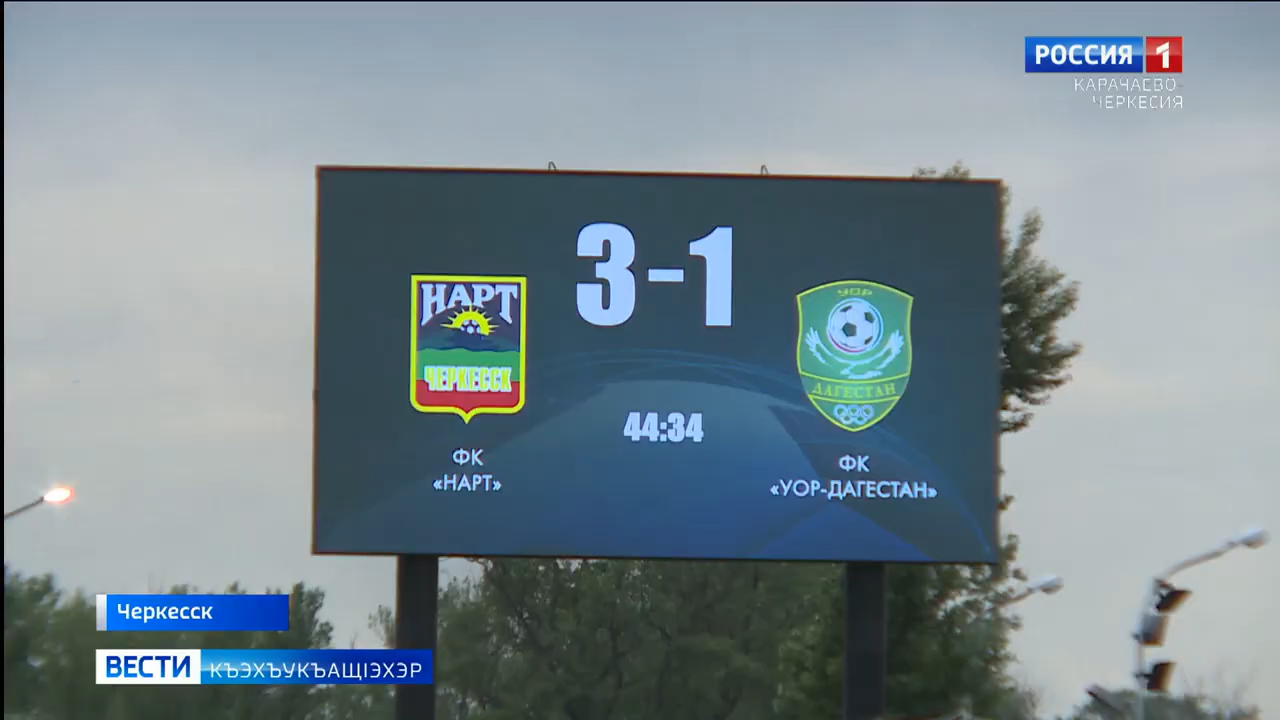 РОССИЯ 1
КАРАЧАЕВО-
ЧЕРКЕСИЯ
3-1
НАРТ
ЧЕРКЕССК
УОР
ДАГЕСТАН
44:34
ФК
«НАРТ»
ФК
«УОР-ДАГЕСТАН»
Черкесск
ВЕСТИ КЪЭХЪУКЪАЩIЭХЭР